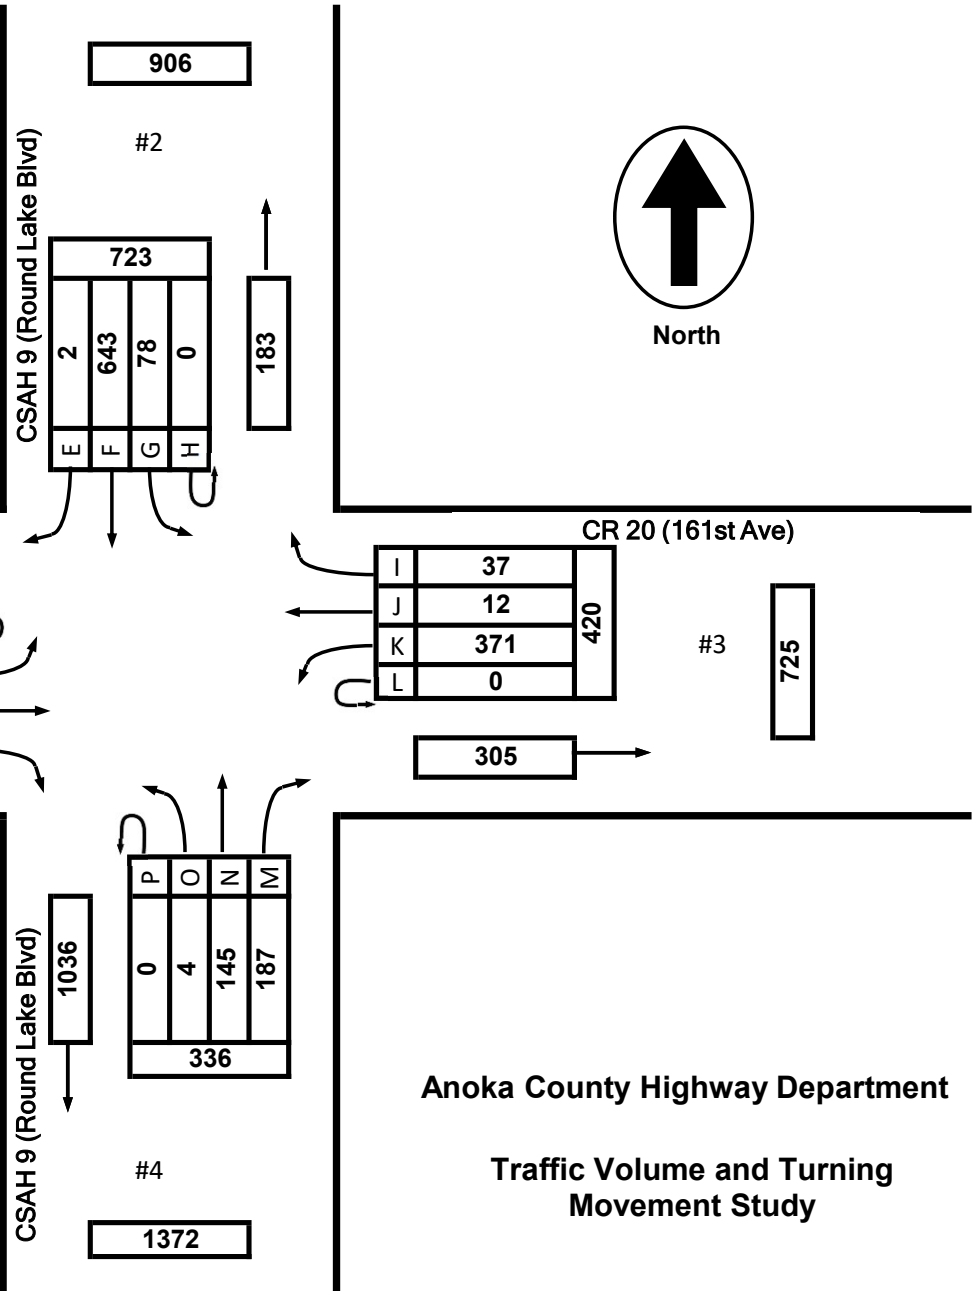 906
#2
CSAH 9 (Round Lake Blvd)
723
2 643 78 0
183
E F G H
North
CR 20 (161st Ave)
I 37
J 12
K 371
L 0
420
#3
725
305
)
P O N M
0 4 145 187
1036
336
CSAH 9 (Round Lake Blvd)
#4
1372
Anoka County Highway Department
Traffic Volume and Turning
Movement Study